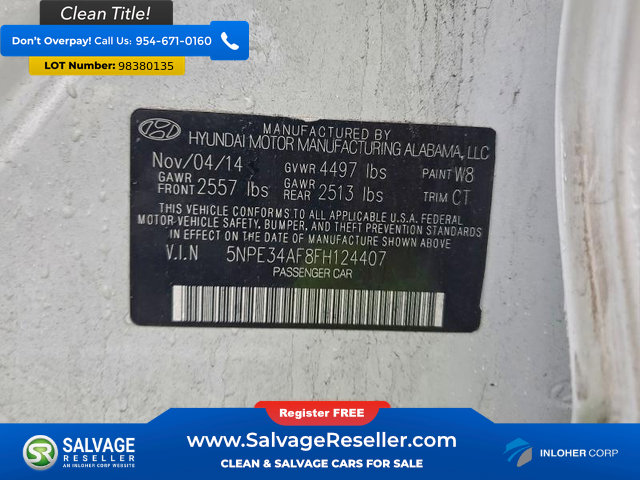 Clean Title!
Don't Overpay! Call Us: 954-671-0160
LOT Number: 98380135
MANUFACTURED BY
HYUNDAI MOTOR MANUFACTURING ALABAMA, LLC
Nov/04/14 GVWR 4497 lbs PAINT W8
GAWR FRONT 2557 lbs GAWR REAR 2513 lbs TRIM CT
THIS VEHICLE CONFORMS TO ALL APPLICABLE U.S.A. FEDERAL
MOTOR VEHICLE SAFETY, BUMPER, AND THEFT PREVENTION STANDARDS
IN EFFECT ON THE DATE OF MANUFACTURE SHOWN ABOVE.
V.I.N 5NPE34AF8FH124407
PASSENGER CAR
Register FREE
SALVAGE
RESELLER
AN INLOHER CORP WEBSITE
www.SalvageReseller.com
CLEAN & SALVAGE CARS FOR SALE
INLOHER CORP